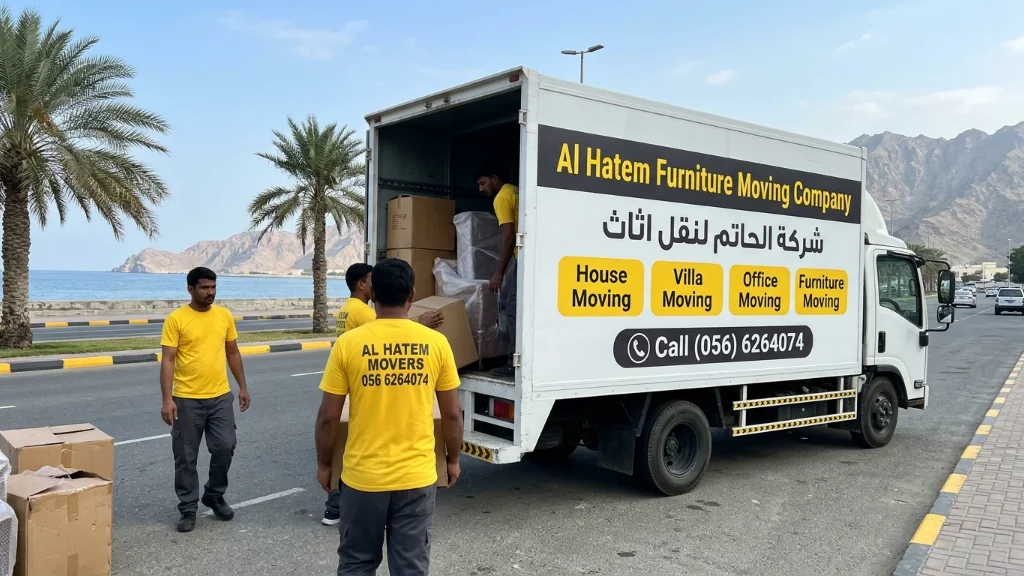 Al Hatem Furniture Moving Company
شركة الحاتم لنقل اثاث
House
Moving
Villa
Moving
Office
Moving
Furniture
Moving
Call (056) 6264074
AL HATEM
MOVERS
056 6264074